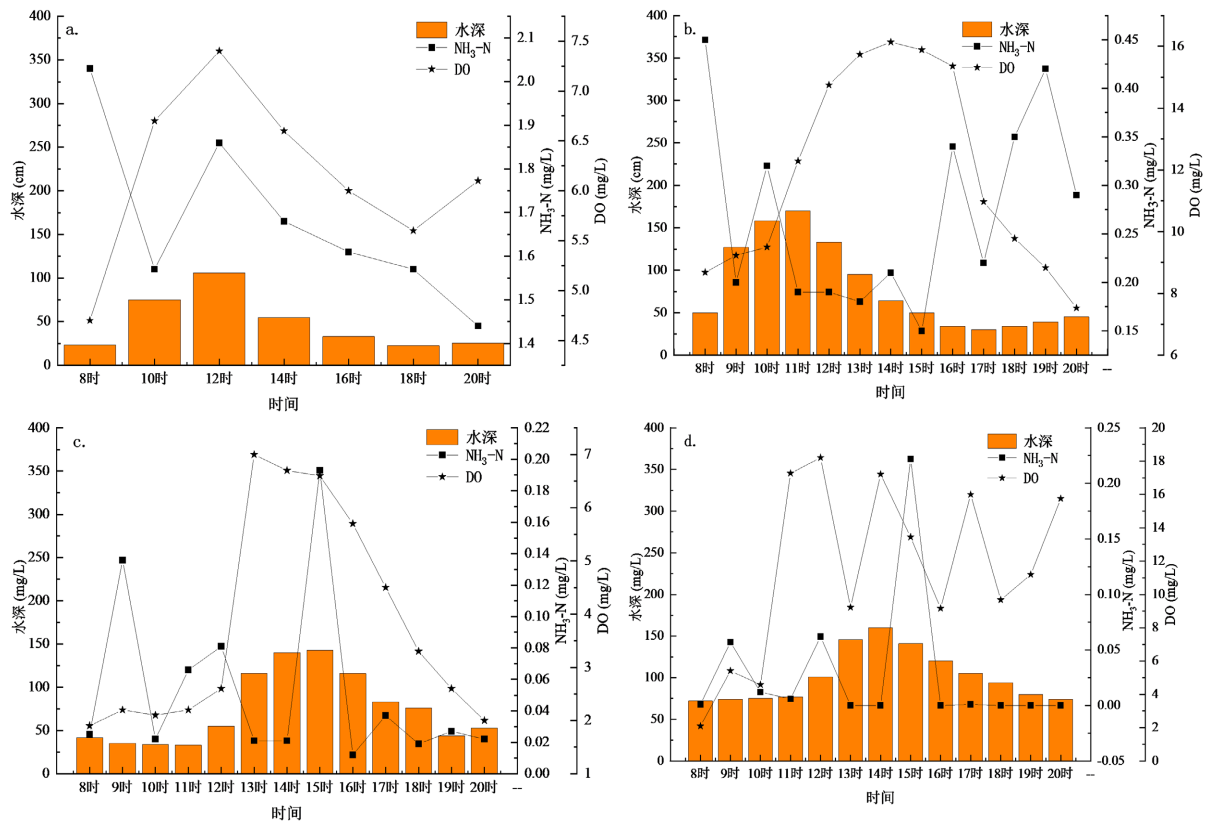 a.
水深
NH3-N
DO
400
350
300
250
200
150
100
50
0
水深 (cm)
2.1
2.0
1.9
1.8
1.7
1.6
1.5
1.4
NH3-N (mg/L)
7.5
7.0
6.5
6.0
5.5
5.0
4.5
DO (mg/L)
8时 10时 12时 14时 16时 18时 20时
时间
b.
水深
NH3-N
DO
400
350
300
250
200
150
100
50
0
水深 (cm)
0.45
0.40
0.35
0.30
0.25
0.20
0.15
NH3-N (mg/L)
16
14
12
10
8
6
DO (mg/L)
8时 9时 10时 11时 12时 13时 14时 15时 16时 17时 18时 19时 20时 --
时间
c.
水深
NH3-N
DO
400
350
300
250
200
150
100
50
0
水深 (mg/L)
0.22
0.20
0.18
0.16
0.14
0.12
0.10
0.08
0.06
0.04
0.02
0.00
NH3-N (mg/L)
7
6
5
4
3
2
1
DO (mg/L)
8时 9时 10时 11时 12时 13时 14时 15时 16时 17时 18时 19时 20时 --
时间
d.
水深
NH3-N
DO
400
350
300
250
200
150
100
50
0
水深 (mg/L)
0.25
0.20
0.15
0.10
0.05
0.00
-0.05
NH3-N (mg/L)
20
18
16
14
12
10
8
6
4
2
0
DO (mg/L)
8时 9时 10时 11时 12时 13时 14时 15时 16时 17时 18时 19时 20时 --
时间